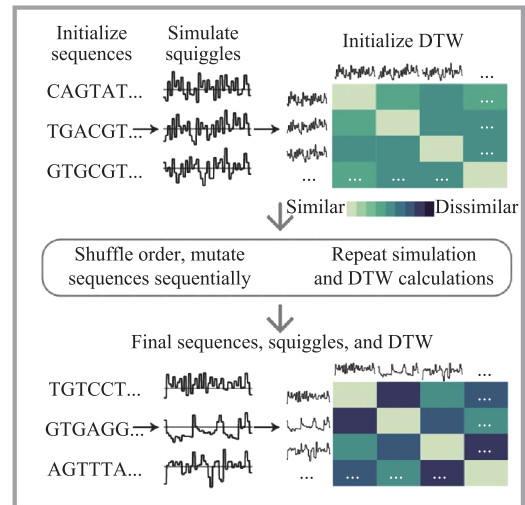 Initialize
sequences
Simulate
squiggles
Initialize DTW
CAGTAT...
TGACGT...
GTGCGT...
...
...
...
... ... ...
Similar Dissimilar
Shuffle order, mutate
sequences sequentially
Repeat simulation
and DTW calculations
Final sequences, squiggles, and DTW
TGTCCT...
GTGAGG...
AGTTTA...
...
...
...
...
... ... ... ...